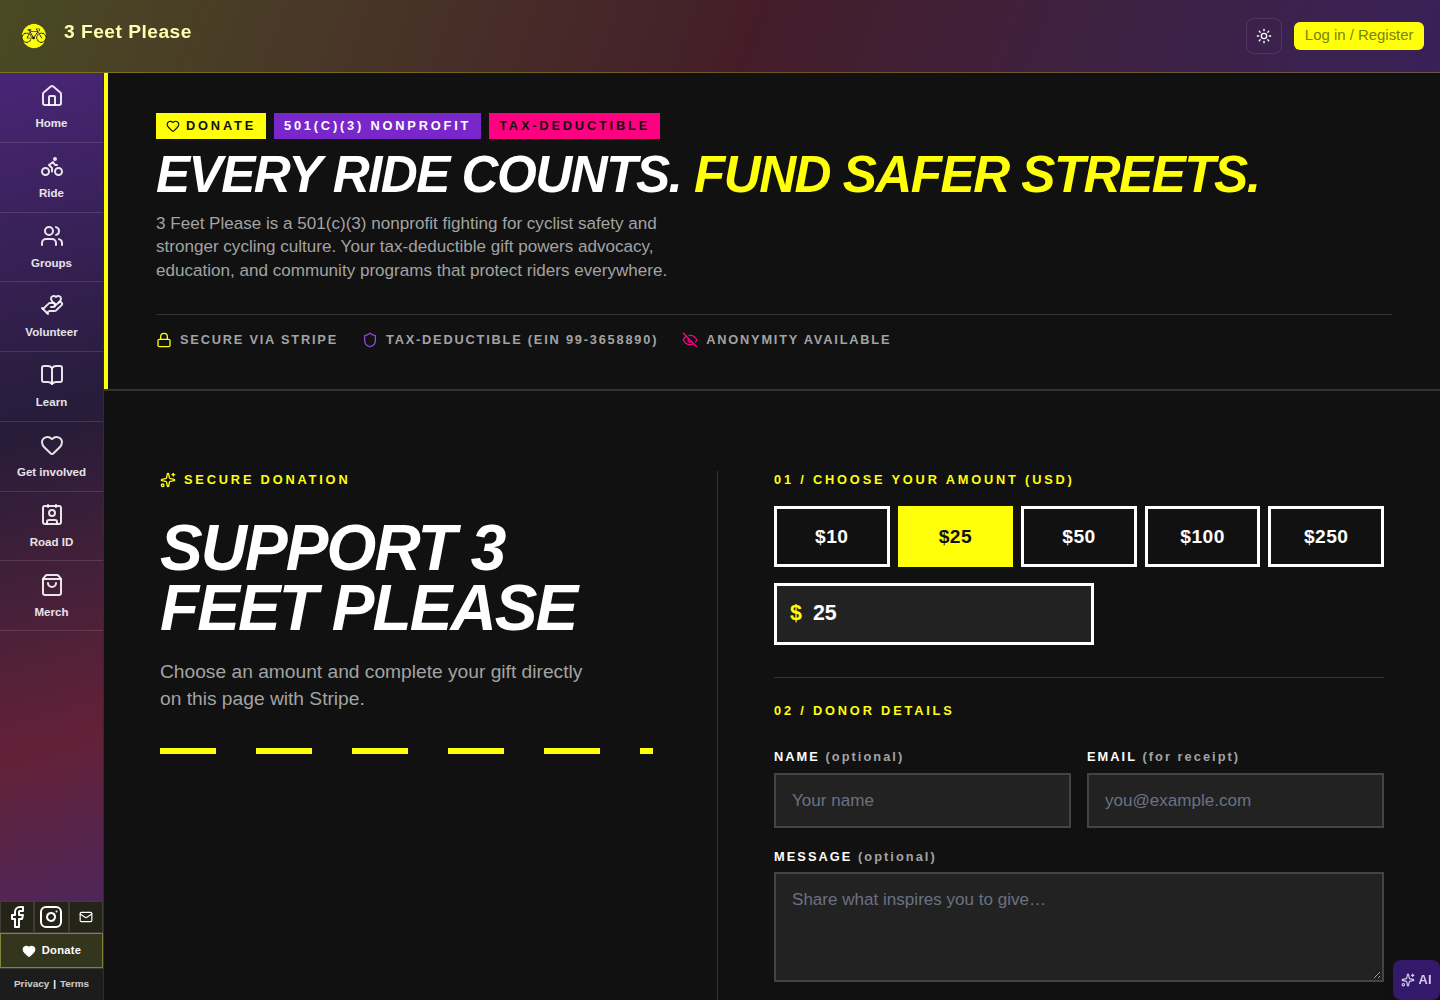 3 Feet Please
Log in / Register
Home
Ride
Groups
Volunteer
Learn
Get involved
Road ID
Merch
Donate
Privacy | Terms
DONATE
501(C)(3) NONPROFIT
TAX-DEDUCTIBLE
EVERY RIDE COUNTS. FUND SAFER STREETS.
3 Feet Please is a 501(c)(3) nonprofit fighting for cyclist safety and
stronger cycling culture. Your tax-deductible gift powers advocacy,
education, and community programs that protect riders everywhere.
SECURE VIA STRIPE
TAX-DEDUCTIBLE (EIN 99-3658890)
ANONYMITY AVAILABLE
SECURE DONATION
SUPPORT 3
FEET PLEASE
Choose an amount and complete your gift directly
on this page with Stripe.
01 / CHOOSE YOUR AMOUNT (USD)
$10
$25
$50
$100
$250
$ 25
02 / DONOR DETAILS
NAME (optional)
EMAIL (for receipt)
Your name
you@example.com
MESSAGE (optional)
Share what inspires you to give…
AI